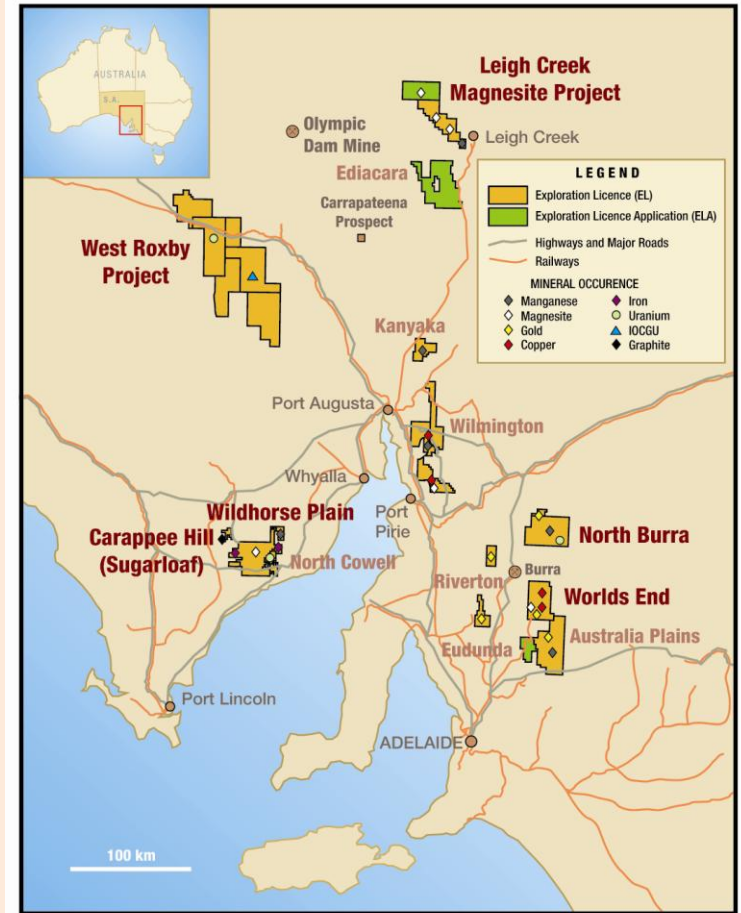 AUSTRALIA
S.A.
Leigh Creek
Magnesite Project
Olympic
Dam Mine
Leigh Creek
Ediacara
Carrapateena
Prospect
LEGEND
Exploration Licence (EL)
Exploration Licence Application (ELA)
Highways and Major Roads
Railways
MINERAL OCCURENCE
Manganese
Iron
Magnesite
Uranium
Gold
IOCGU
Copper
Graphite
West Roxby
Project
Kanyaka
Port Augusta
Wilmington
Whyalla
Wildhorse Plain
Port
Pirie
Carappee Hill
(Sugarloaf)
North Cowell
North Burra
Riverton
Burra
Worlds End
Australia Plains
Eudunda
Port Lincoln
ADELAIDE
100 km